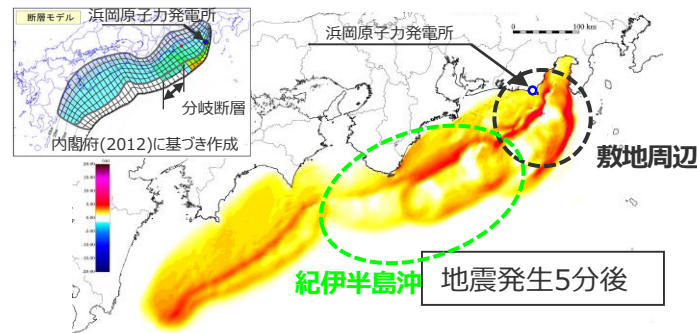 断層モデル
浜岡原子力発電所
分岐断層
内閣府(2012)に基づき作成
浜岡原子力発電所
0 100 km
敷地周辺
紀伊半島沖
地震発生5分後